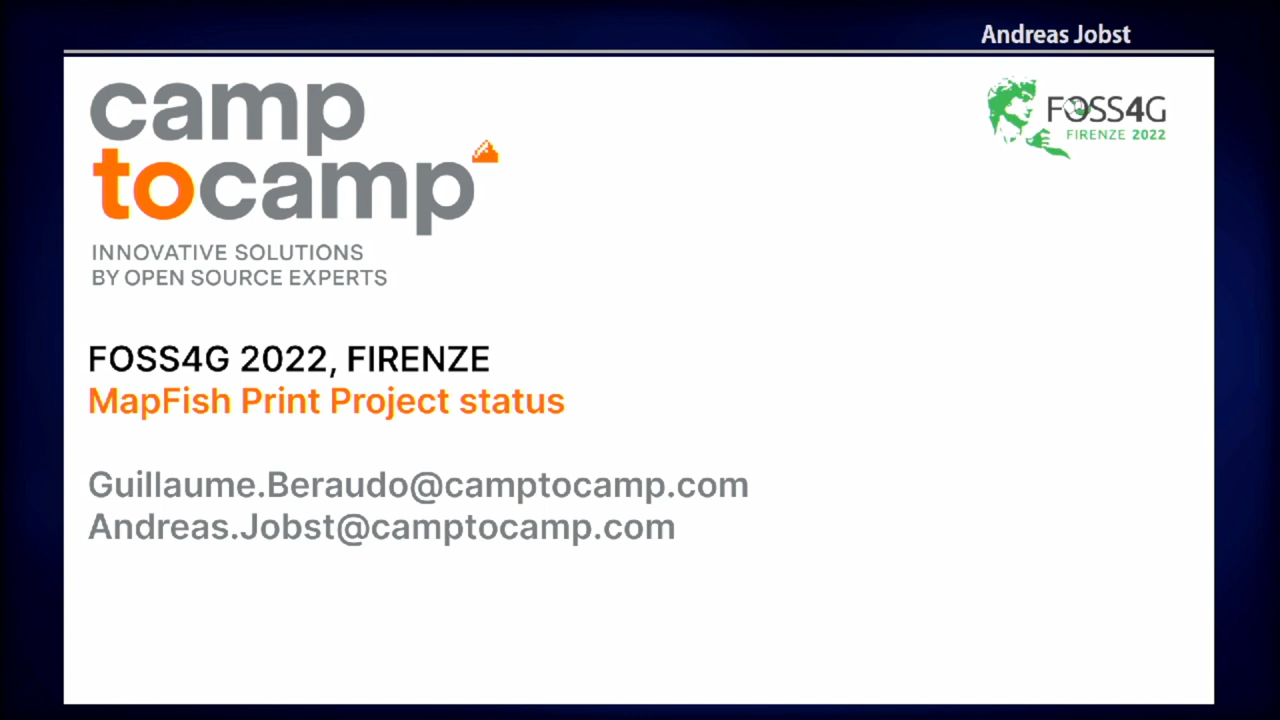 Andreas Jobst
camp
tocamp
INNOVATIVE SOLUTIONS
BY OPEN SOURCE EXPERTS
FOSS4G
FIRENZE 2022
FOSS4G 2022, FIRENZE
MapFish Print Project status
Guillaume.Beraudo@camptocamp.com
Andreas.Jobst@camptocamp.com